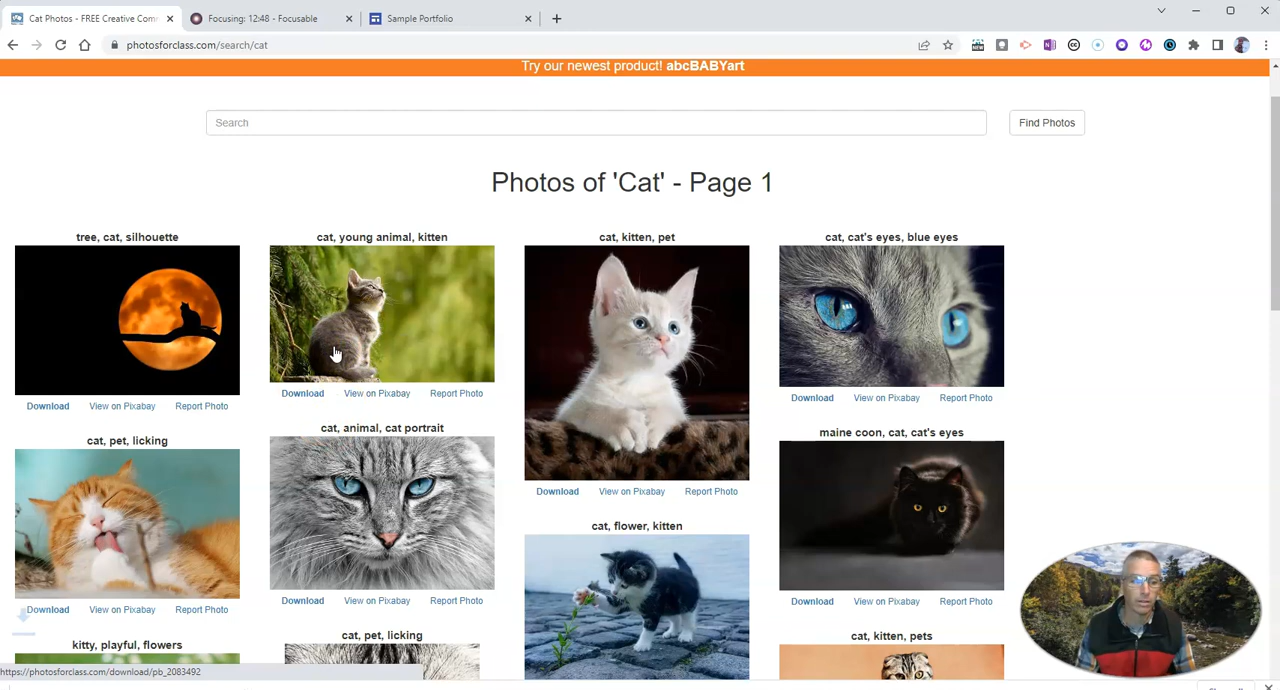 Cat Photos - FREE Creative Com
Focusing: 12:48 - Focusable
Sample Portfolio
photosforclass.com/search/cat
Try our newest product! abcBABYart
Search
Find Photos
Photos of 'Cat' - Page 1
tree, cat, silhouette
cat, young animal, kitten
cat, kitten, pet
cat, cat's eyes, blue eyes
Download View on Pixabay Report Photo
Download View on Pixabay Report Photo
Download View on Pixabay Report Photo
cat, pet, licking
cat, animal, cat portrait
maine coon, cat, cat's eyes
Download View on Pixabay Report Photo
cat, flower, kitten
Download View on Pixabay Report Photo
Download View on Pixabay Report Photo
Download View on Pixabay Report Photo
kitty, playful, flowers
cat, pet, licking
cat, kitten, pets
https://photosforclass.com/download/pb_2083492